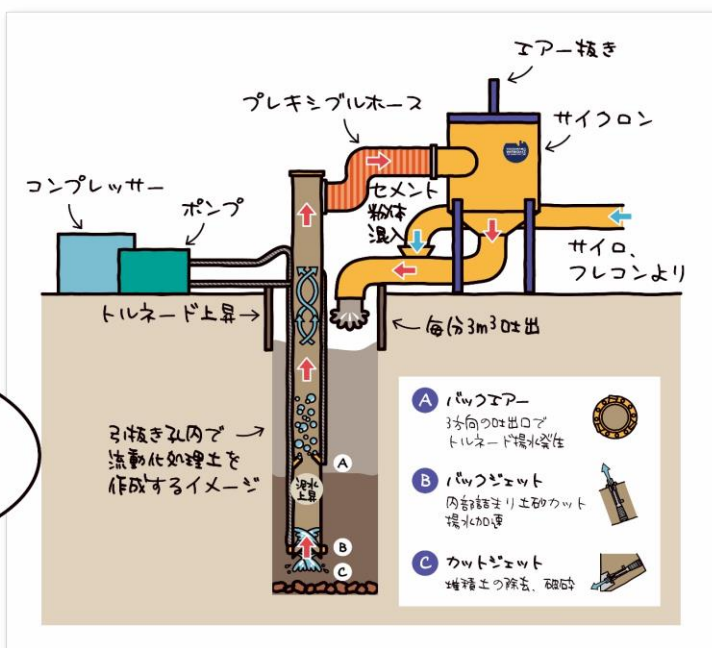 エアー抜き
フレキシブルホース
サイクロン
コンプレッサー
ポンプ
セメント
粉体
混入
サイロ、
フレコンより
トルネード上昇→
←毎分3m³吐出
引抜き孔内で→
流動化処理土を
作成するイメージ
泥水
上昇
A
B
C
A バックエアー
3方向の吐出口で
トルネード揚水発生
B バックジェット
内部詰まり土砂カット
揚水加速
C カットジェット
堆積土の除去、破砕